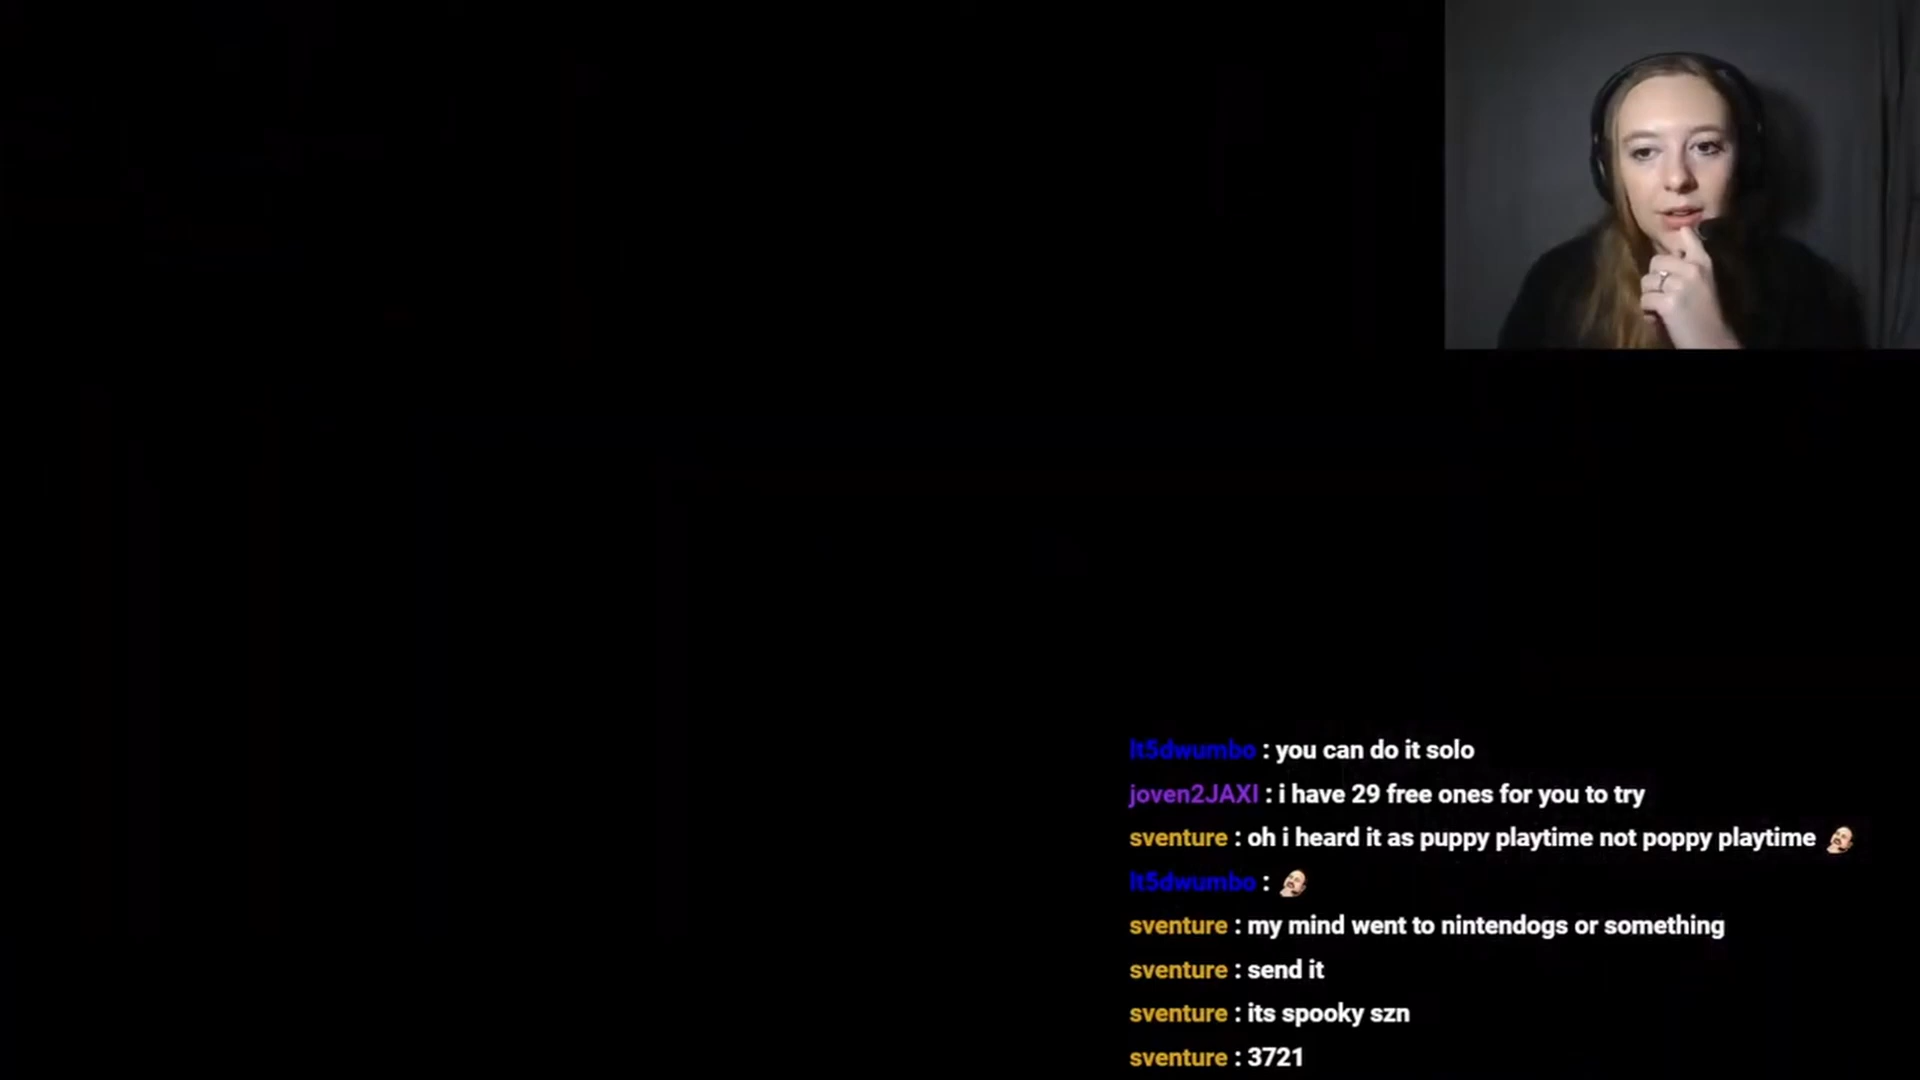 lt5dwumbo : you can do it solo
joven2JAXI : i have 29 free ones for you to try
sventure : oh i heard it as puppy playtime not poppy playtime
lt5dwumbo :
sventure : my mind went to nintendogs or something
sventure : send it
sventure : its spooky szn
sventure : 3721